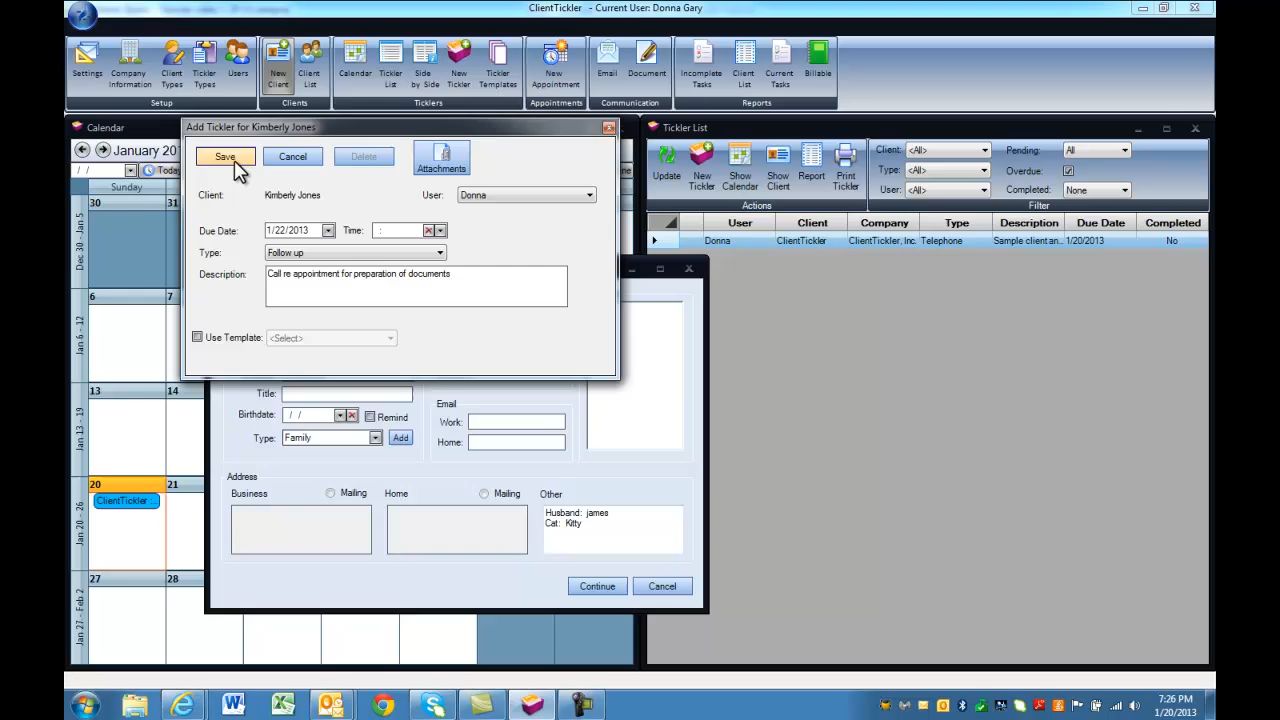 ClientTickler - Current User: Donna Gary
Settings
Company Information
Client Types
Tickler Types
Users
New Client
Client List
Calendar
Tickler List
Side by Side
New Tickler
Tickler Templates
New Appointment
Email
Document
Incomplete Tasks
Client List
Current Tasks
Billable
Setup
Clients
Ticklers
Appointments
Communication
Reports
Calendar
January 20
/ /
Today
Sunday
30
31
Dec 30 - Jan 5
6
7
Jan 6 - 12
13
14
Jan 13 - 19
20
21
ClientTickler ...
Jan 20 - 26
27
28
Jan 27 - Feb 2
Add Tickler for Kimberly Jones
Save
Cancel
Delete
Attachments
Client:
Kimberly Jones
User:
Donna
Due Date:
1/22/2013
Time:
:
Type:
Follow up
Description:
Call re appointment for preparation of documents
Use Template:
<Select>
Title:
Birthdate:
/ /
Remind
Type:
Family
Add
Email
Work:
Home:
Address
Business
Mailing
Home
Mailing
Other
Husband: james
Cat: Kitty
Continue
Cancel
Tickler List
Update
New Tickler
Show Calendar
Show Client
Report
Print Tickler
Actions
Client:
<All>
Pending:
All
Type:
<All>
Overdue:
User:
<All>
Completed:
None
Filter
User
Client
Company
Type
Description
Due Date
Completed
Donna
ClientTickler
ClientTickler, Inc.
Telephone
Sample client an...
1/20/2013
No
7:26 PM
1/20/2013